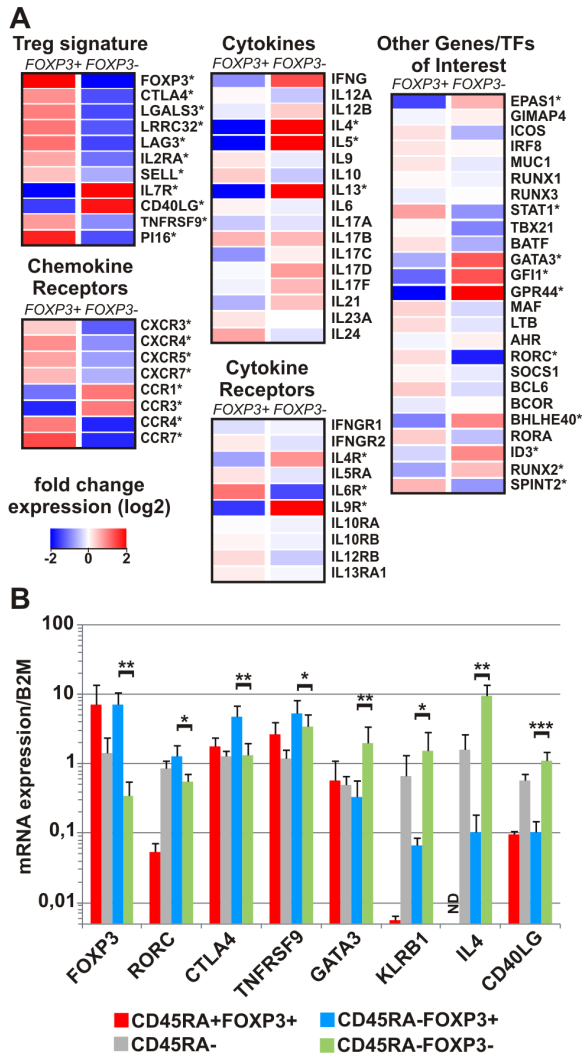 A
Treg signature
FOXP3+ FOXP3-
FOXP3*
CTLA4*
LGALS3*
LRRC32*
LAG3*
IL2RA*
SELL*
IL7R*
CD40LG*
TNFRSF9*
PI16*
Chemokine
Receptors
FOXP3+ FOXP3-
CXCR3*
CXCR4*
CXCR5*
CXCR7*
CCR1*
CCR3*
CCR4*
CCR7*
fold change
expression (log2)
-2 0 2
Cytokines
FOXP3+ FOXP3-
IFNG
IL12A
IL12B
IL4*
IL5*
IL9
IL10
IL13*
IL6
IL17A
IL17B
IL17C
IL17D
IL17F
IL21
IL23A
IL24
Cytokine
Receptors
FOXP3+ FOXP3-
IFNGR1
IFNGR2
IL4R*
IL5RA
IL6R*
IL9R*
IL10RA
IL10RB
IL12RB
IL13RA1
Other Genes/TFs
of Interest
FOXP3+ FOXP3-
EPAS1*
GIMAP4
ICOS
IRF8
MUC1
RUNX1
RUNX3
STAT1*
TBX21
BATF
GATA3*
GFI1*
GPR44*
MAF
LTB
AHR
RORC*
SOCS1
BCL6
BCOR
BHLHE40*
RORA
ID3*
RUNX2*
SPINT2*
B
mRNA expression/B2M
100
10
1
0,1
0,01
** * ** * ** * ** ***
ND
FOXP3 RORC CTLA4 TNFRSF9 GATA3 KLRB1 IL4 CD40LG
CD45RA+FOXP3+ CD45RA-FOXP3+
CD45RA- CD45RA-FOXP3-